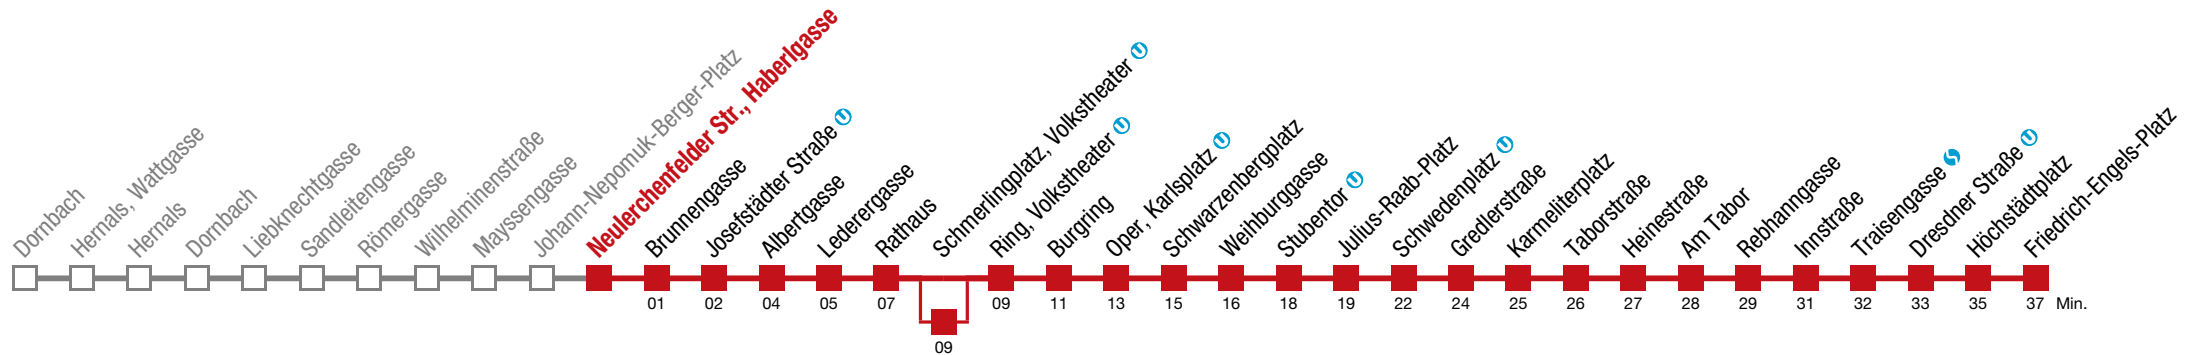 Dornbach
Hernals, Wattgasse
Hernals
Dornbach
Liebknechtgasse
Sandleitengasse
Römergasse
Wilhelminenstraße
Mayssengasse
Johann-Nepomuk-Berger-Platz
Neulerchenfelder Str., Haberlgasse
Brunnengasse
Josefstädter Straße U
Albertgasse
Lederergasse
Rathaus
Schmerlingplatz, Volkstheater U
Ring, Volkstheater U
Burgring
Oper, Karlsplatz U
Schwarzenbergplatz
Weihburggasse
Stubentor U
Julius-Raab-Platz
Schwedenplatz U
Gredlerstraße
Karmeliterplatz
Taborstraße
Heinestraße
Am Tabor
Rebhanngasse
Innstraße
Traisengasse S
Dresdner Straße U
Höchstädtplatz
Friedrich-Engels-Platz
01 02 04 05 07 09 11 13 15 16 18 19 22 24 25 26 27 28 29 31 32 33 35 37 Min.
09